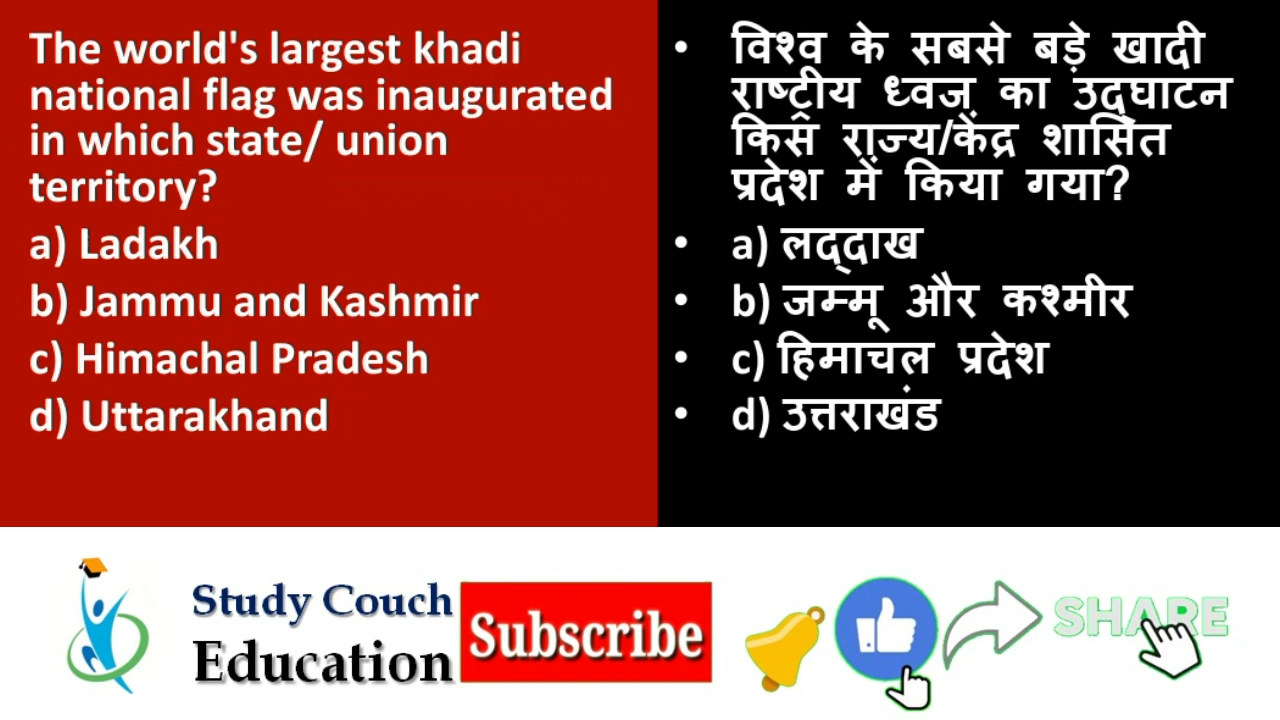 The world's largest khadi
national flag was inaugurated
in which state/ union
territory?
a) Ladakh
b) Jammu and Kashmir
c) Himachal Pradesh
d) Uttarakhand
• विश्व के सबसे बड़े खादी
राष्ट्रीय ध्वज का उद्घाटन
किस राज्य/केंद्र शासित
प्रदेश में किया गया?
• a) लद्दाख
• b) जम्मू और कश्मीर
• c) हिमाचल प्रदेश
• d) उत्तराखंड
Study Couch
Education
Subscribe
SHARE